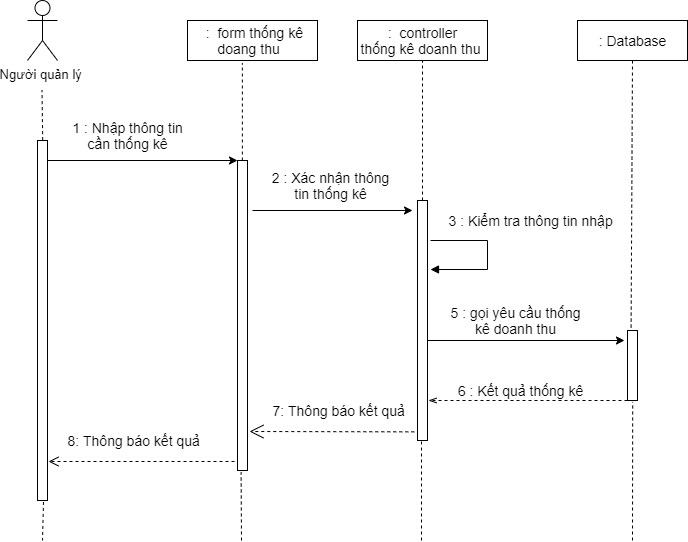 Người quản lý
: form thống kê
doang thu
: controller
thống kê doanh thu
: Database
1 : Nhập thông tin
cần thống kê
2 : Xác nhận thông
tin thống kê
3 : Kiểm tra thông tin nhập
5 : gọi yêu cầu thống
kê doanh thu
6 : Kết quả thống kê
7: Thông báo kết quả
8: Thông báo kết quả